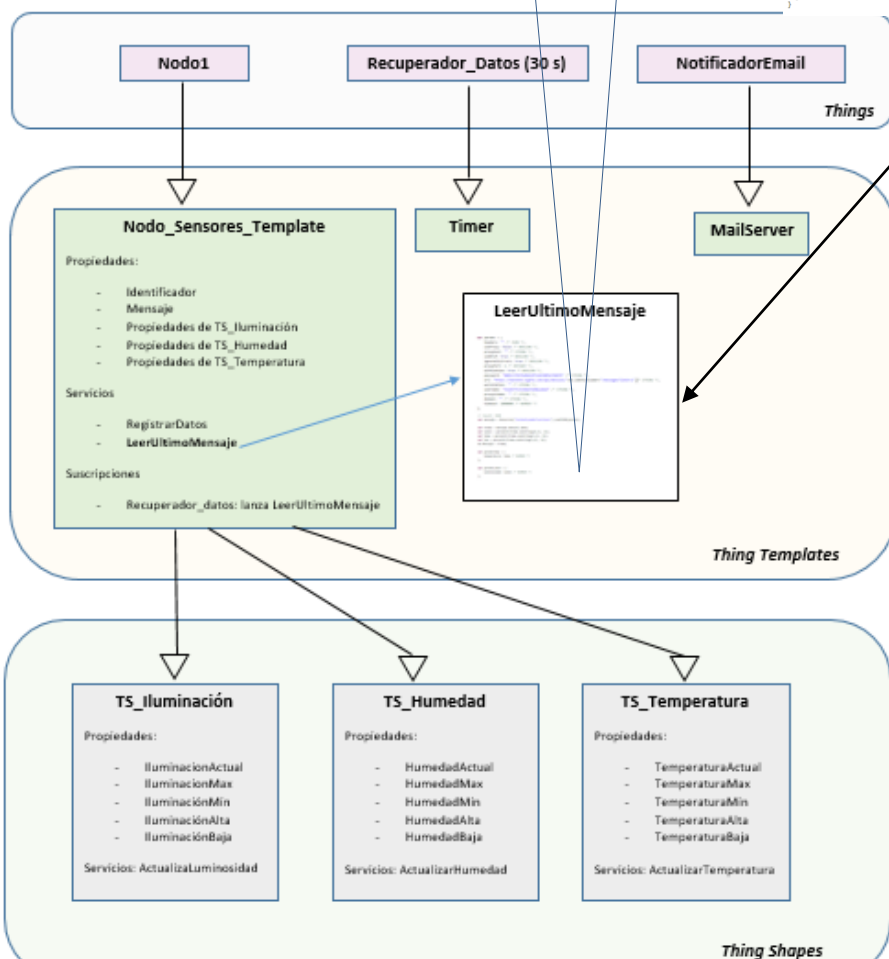 Nodo1
Recuperador_Datos (30 s)
NotificadorEmail
Things
Nodo_Sensores_Template
Propiedades:
- Identificador
- Mensaje
- Propiedades de TS_Iluminación
- Propiedades de TS_Humedad
- Propiedades de TS_Temperatura
Servicios
- RegistrarDatos
- LeerUltimoMensaje
Suscripciones
- Recuperador_datos: lanza LeerUltimoMensaje
Timer
MailServer
LeerUltimoMensaje
Thing Templates
TS_Iluminación
Propiedades:
- IluminacionActual
- IluminacionMax
- IluminaciónMin
- IluminaciónAlta
- IluminaciónBaja
Servicios: ActualizaLuminosidad
TS_Humedad
Propiedades:
- HumedadActual
- HumedadMax
- HumedadMin
- HumedadAlta
- HumedadBaja
Servicios: ActualizarHumedad
TS_Temperatura
Propiedades:
- TemperaturaActual
- TemperaturaMax
- TemperaturaMin
- TemperaturaAlta
- TemperaturaBaja
Servicios: ActualizarTemperatura
Thing Shapes